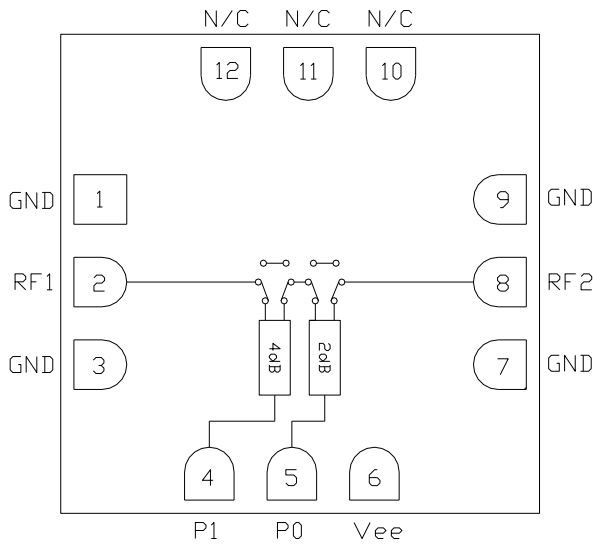 N/C N/C N/C
12 11 10
GND 1 9 GND
RF1 2 8 RF2
4dB 2dB
GND 3 7 GND
4 5 6
P1 P0 Vee